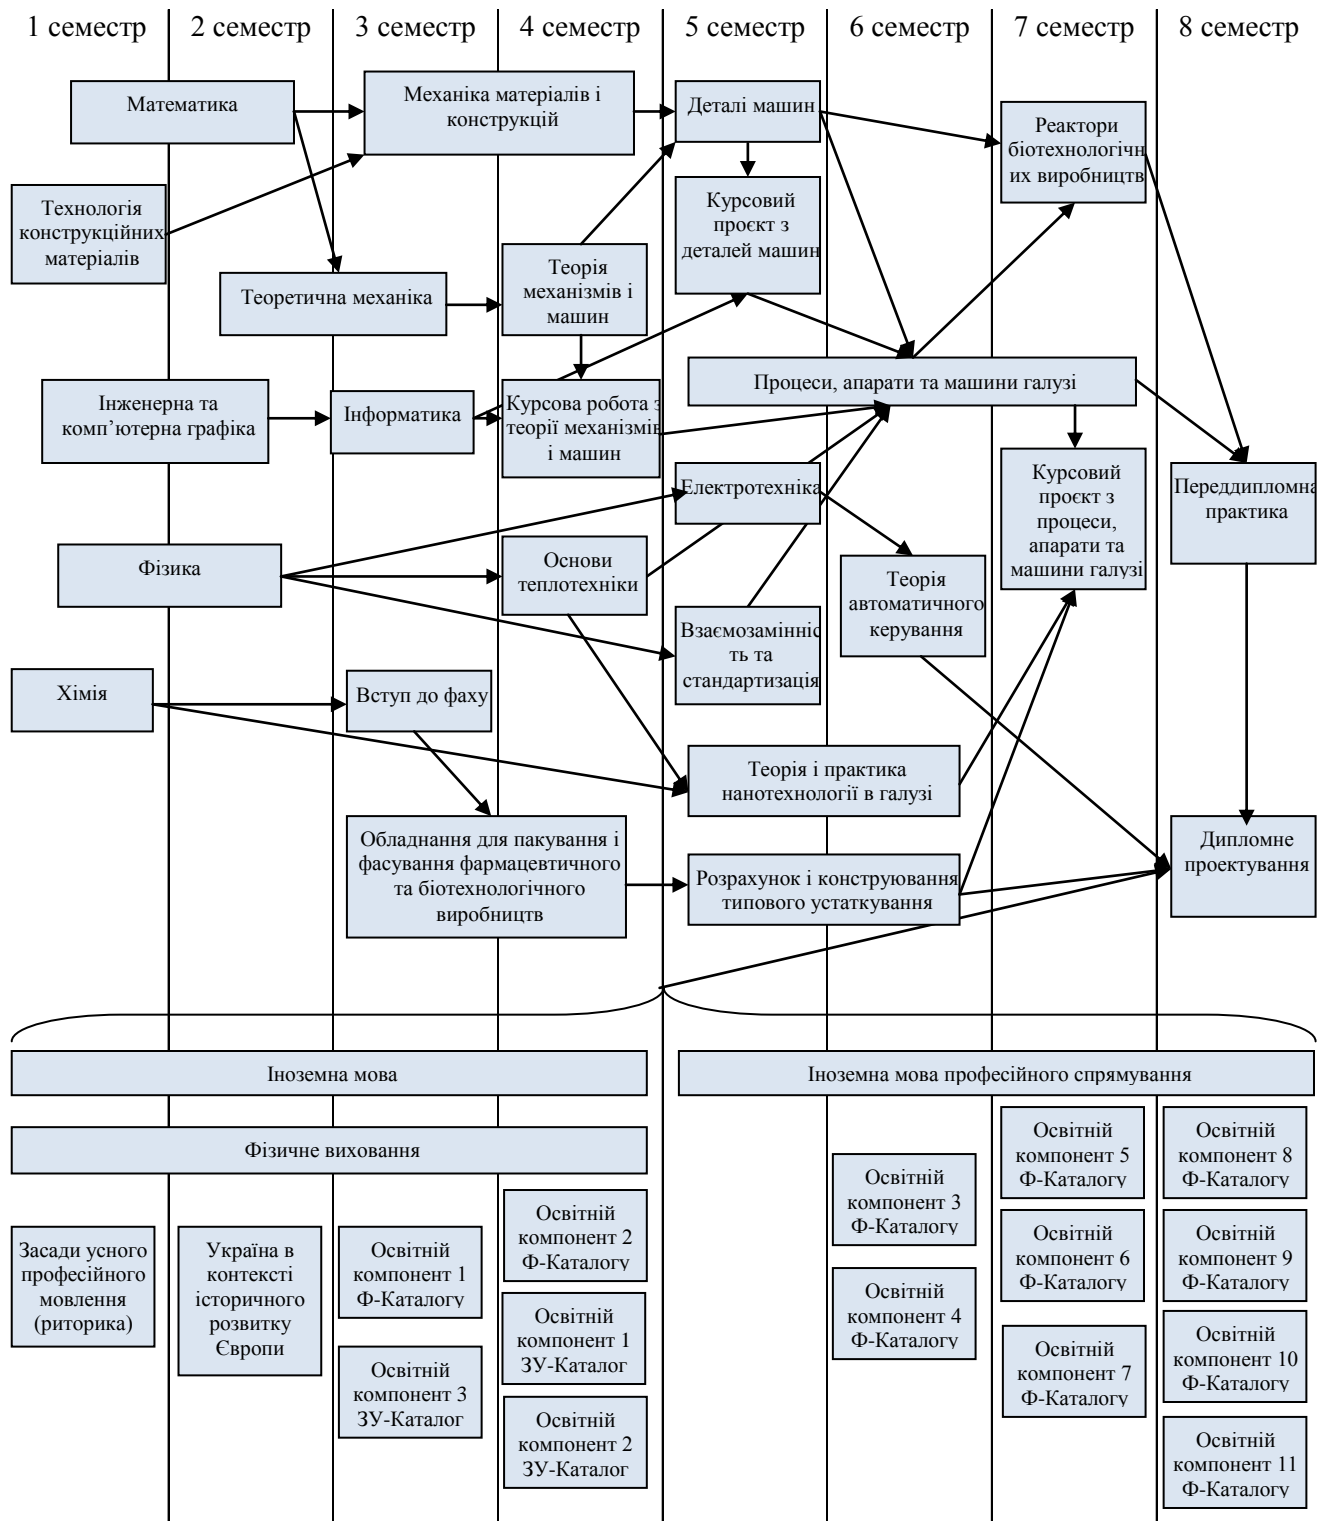 1 семестр
2 семестр
3 семестр
4 семестр
5 семестр
6 семестр
7 семестр
8 семестр
Математика
Механіка матеріалів і
конструкцій
Деталі машин
Реактори
біотехнологічн
их виробництв
Технологія
конструкційних
матеріалів
Курсовий
проєкт з
деталей машин
Теоретична механіка
Теорія
механізмів і
машин
Процеси, апарати та машини галузі
Інженерна та
комп’ютерна графіка
Інформатика
Курсова робота з
теорії механізмів
і машин
Електротехніка
Курсовий
проєкт з
процеси,
апарати та
машини галузі
Переддипломна
практика
Фізика
Основи
теплотехніки
Теорія
автоматичного
керування
Взаємозамінніс
ть та
стандартизація
Хімія
Вступ до фаху
Теорія і практика
нанотехнології в галузі
Обладнання для пакування і
фасування фармацевтичного
та біотехнологічного
виробництв
Розрахунок і конструювання
типового устаткування
Дипломне
проектування
Іноземна мова
Іноземна мова професійного спрямування
Фізичне виховання
Засади усного
професійного
мовлення
(риторика)
Україна в
контексті
історичного
розвитку
Європи
Освітній
компонент 1
Ф-Каталогу
Освітній
компонент 3
ЗУ-Каталог
Освітній
компонент 2
Ф-Каталогу
Освітній
компонент 1
ЗУ-Каталог
Освітній
компонент 2
ЗУ-Каталог
Освітній
компонент 3
Ф-Каталогу
Освітній
компонент 4
Ф-Каталогу
Освітній
компонент 5
Ф-Каталогу
Освітній
компонент 6
Ф-Каталогу
Освітній
компонент 7
Ф-Каталогу
Освітній
компонент 8
Ф-Каталогу
Освітній
компонент 9
Ф-Каталогу
Освітній
компонент 10
Ф-Каталогу
Освітній
компонент 11
Ф-Каталогу